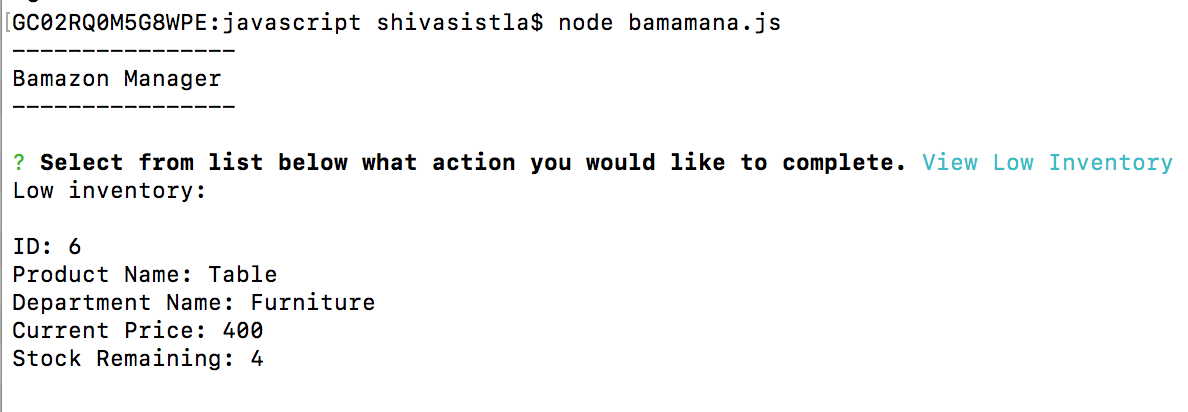 [GC02RQ0M5G8WPE:javascript shivasistla$ node bamamana.js
----------------
Bamazon Manager
----------------
? Select from list below what action you would like to complete. View Low Inventory
Low inventory:
ID: 6
Product Name: Table
Department Name: Furniture
Current Price: 400
Stock Remaining: 4